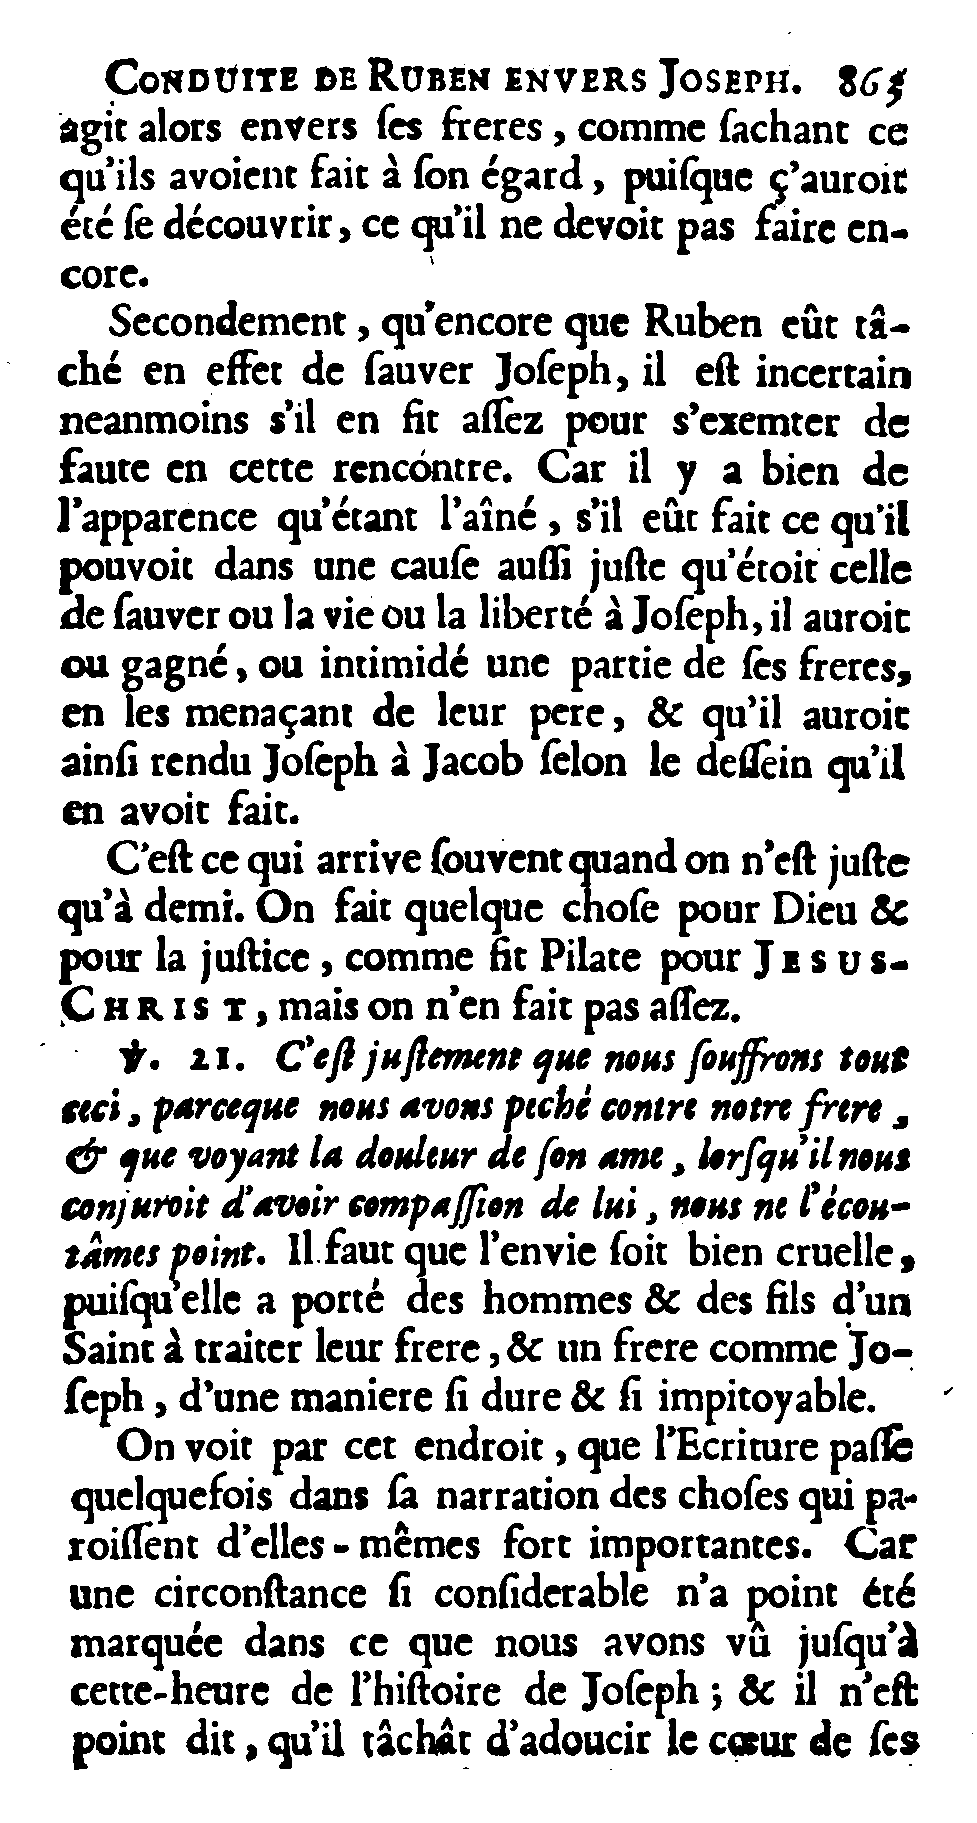 CONDUITE DE RUBEN ENVERS JOSEPH. 865
agit alors envers ſes freres, comme ſachant ce
qu'ils avoient fait à ſon égard, puiſque ç'auroit
été ſe découvrir, ce qu'il ne devoit pas faire en-
core.
Secondement, qu'encore que Ruben eût tâ-
ché en effet de ſauver Joſeph, il eſt incertain
neanmoins s'il en fit aſſez pour s'exemter de
faute en cette rencontre. Car il y a bien de
l'apparence qu'étant l'aîné, s'il eût fait ce qu'il
pouvoit dans une cauſe auſſi juſte qu'étoit celle
de ſauver ou la vie ou la liberté à Joſeph, il auroit
ou gagné, ou intimidé une partie de ſes freres,
en les menaçant de leur pere, & qu'il auroit
ainſi rendu Joſeph à Jacob ſelon le deſſein qu'il
en avoit fait.
C'eſt ce qui arrive ſouvent quand on n'eſt juſte
qu'à demi. On fait quelque choſe pour Dieu &
pour la juſtice, comme fit Pilate pour JESUS-
CHRIST, mais on n'en fait pas aſſez.
℣. 21. C'eſt juſtement que nous ſouffrons tout
ceci, parceque nous avons peché contre notre frere,
& que voyant la douleur de ſon ame, lorſqu'il nous
conjuroit d'avoir compaſſion de lui, nous ne l'écou-
tâmes point. Il faut que l'envie ſoit bien cruelle,
puiſqu'elle a porté des hommes & des fils d'un
Saint à traiter leur frere, & un frere comme Jo-
ſeph, d'une maniere ſi dure & ſi impitoyable.
On voit par cet endroit, que l'Ecriture paſſe
quelquefois dans ſa narration des choſes qui pa-
roiſſent d'elles-mêmes fort importantes. Car
une circonſtance ſi conſiderable n'a point été
marquée dans ce que nous avons vû juſqu'à
cette-heure de l'hiſtoire de Joſeph; & il n'eſt
point dit, qu'il tâchât d'adoucir le cœur de ſes